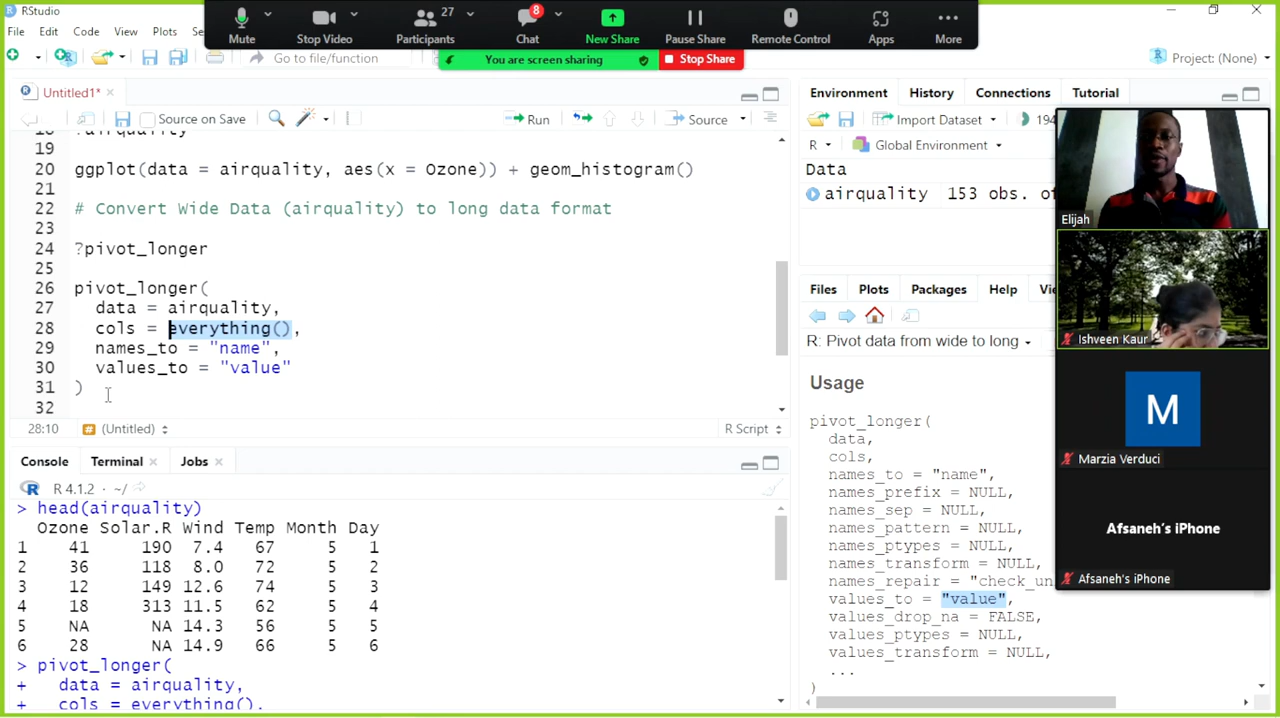 RStudio
File Edit Code View Plots
Mute
Stop Video
27
Participants
8
Chat
New Share
Pause Share
Remote Control
Apps
More
You are screen sharing
Stop Share
Go to file/function
Project: (None)
Untitled1*
Source on Save
Run
Source
?airquality
19
20 ggplot(data = airquality, aes(x = Ozone)) + geom_histogram()
21
22 # Convert Wide Data (airquality) to long data format
23
24 ?pivot_longer
25
26 pivot_longer(
27 data = airquality,
28 cols = everything(),
29 names_to = "name",
30 values_to = "value"
31 )
32
28:10 (Untitled) R Script
Console Terminal Jobs
R 4.1.2 · ~/
> head(airquality)
Ozone Solar.R Wind Temp Month Day
1 41 190 7.4 67 5 1
2 36 118 8.0 72 5 2
3 12 149 12.6 74 5 3
4 18 313 11.5 62 5 4
5 NA NA 14.3 56 5 5
6 28 NA 14.9 66 5 6
> pivot_longer(
+ data = airquality,
+ cols = everything(),
Environment History Connections Tutorial
Import Dataset 194
R Global Environment
Data
airquality 153 obs. of
Files Plots Packages Help
R: Pivot data from wide to long
Usage
pivot_longer(
data,
cols,
names_to = "name",
names_prefix = NULL,
names_sep = NULL,
names_pattern = NULL,
names_ptypes = NULL,
names_transform = NULL,
names_repair = "check_un
values_to = "value",
values_drop_na = FALSE,
values_ptypes = NULL,
values_transform = NULL,
...
)
Elijah
Ishveen Kaur
M
Marzia Verduci
Afsaneh's iPhone
Afsaneh's iPhone